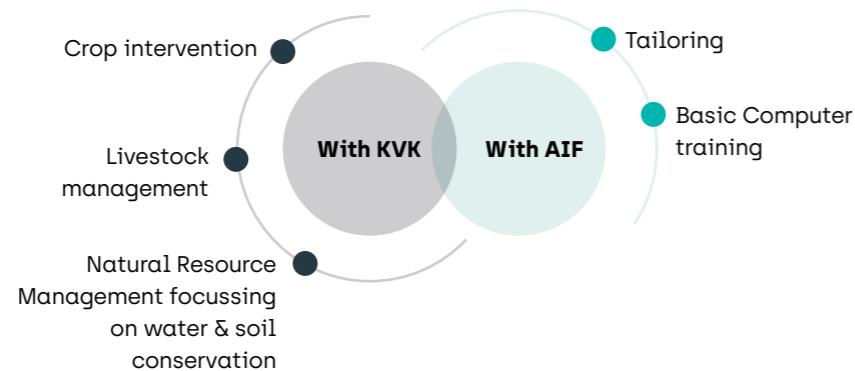 Crop intervention
Livestock
management
Natural Resource
Management focussing
on water & soil
conservation
With KVK
With AIF
Tailoring
Basic Computer
training